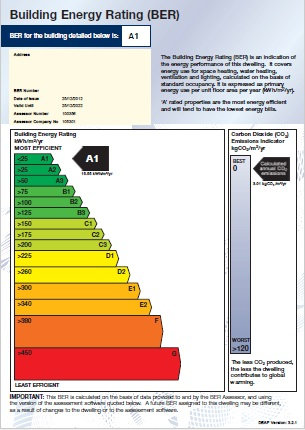 Building Energy Rating (BER)
BER for the building detailed below is: A1
Address
BER Number
Date of Issue
Valid Until
Assessor Number
Assessor Company No
The Building Energy Rating (BER) is an indication of
the energy performance of this dwelling. It covers
energy use for space heating, water heating,
ventilation and lighting, calculated on the basis of
standard occupancy. It is expressed as primary
energy use per unit floor area per year (kWh/m²/yr).
'A' rated properties are the most energy efficient
and will tend to have the lowest energy bills.
Building Energy Rating
kWh/m²/yr
MOST EFFICIENT
<25 A1
>25 A2
>50 A3
>75 B1
>100 B2
>125 B3
>150 C1
>175 C2
>200 C3
>225 D1
>260 D2
>300 E1
>340 E2
>380 F
>450 G
LEAST EFFICIENT
A1
Carbon Dioxide (CO₂)
Emissions Indicator
kgCO₂/m²/yr
BEST
0
Calculated
annual CO₂
emissions
WORST
>120
The less CO₂ produced,
the less the dwelling
contributes to global
warming.
IMPORTANT: This BER is calculated on the basis of data provided to and by the BER Assessor, and using
the version of the assessment software quoted below. A future BER assigned to this dwelling may be different,
as a result of changes to the dwelling or to the assessment software.
DEAP Version: 3.2.1